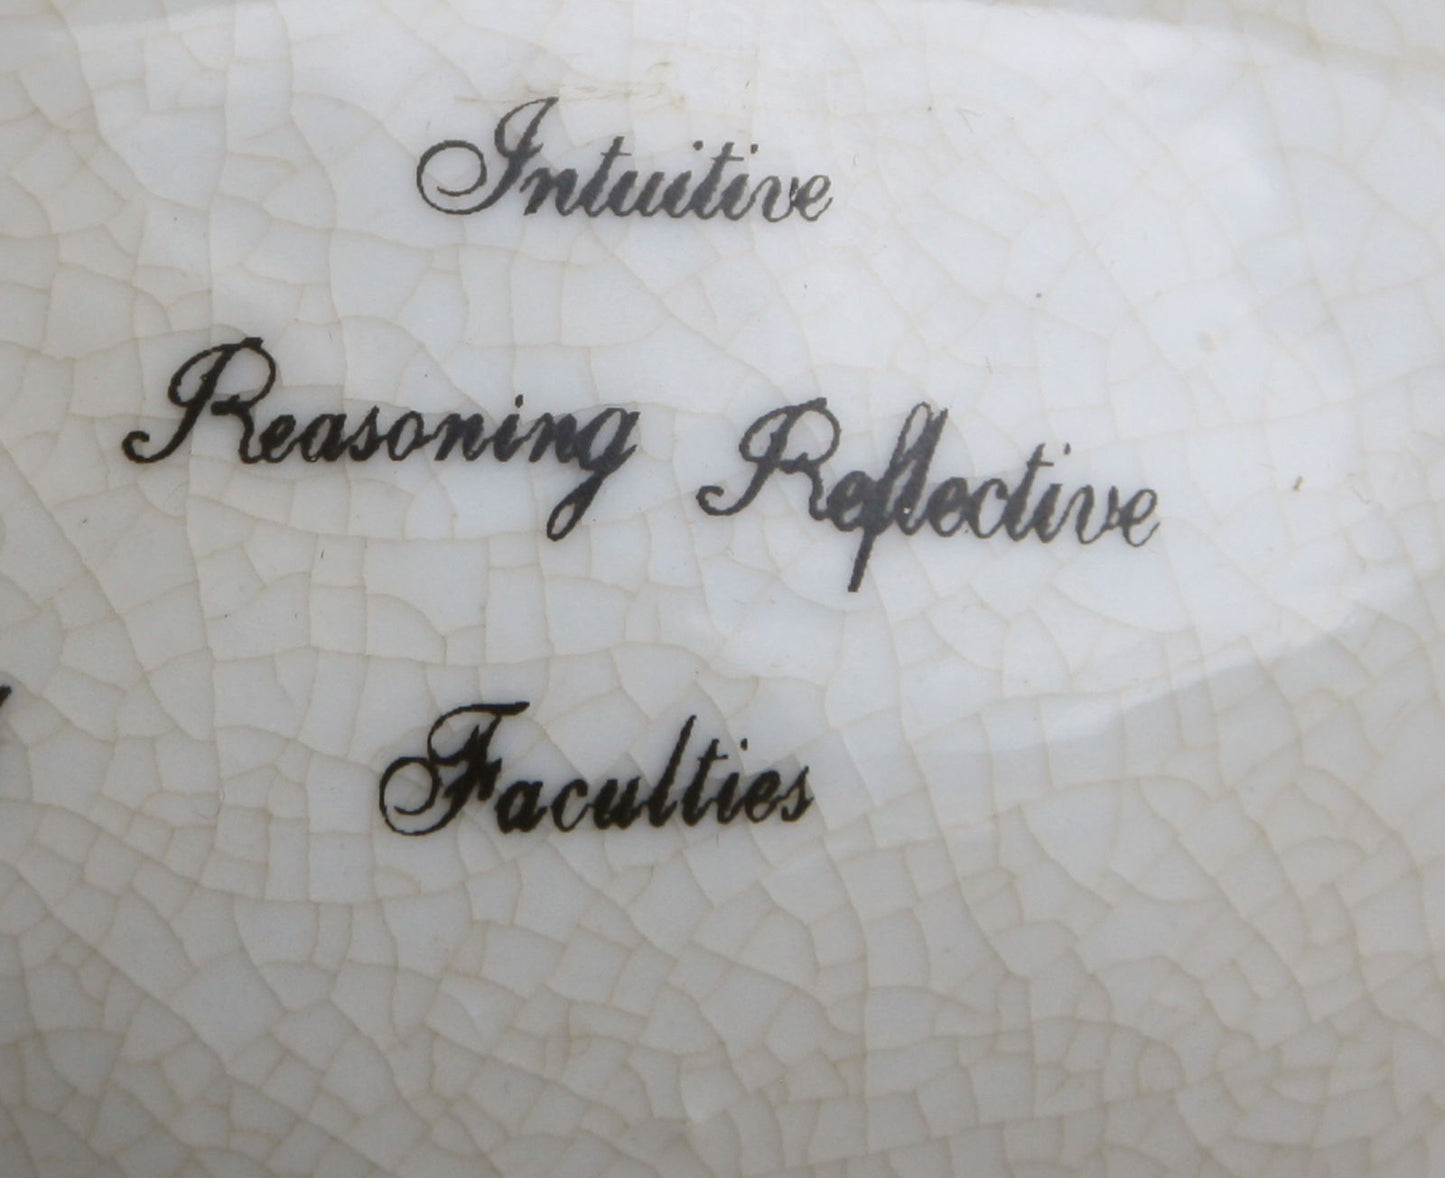 Intuitive
Reasoning Reflective
Faculties